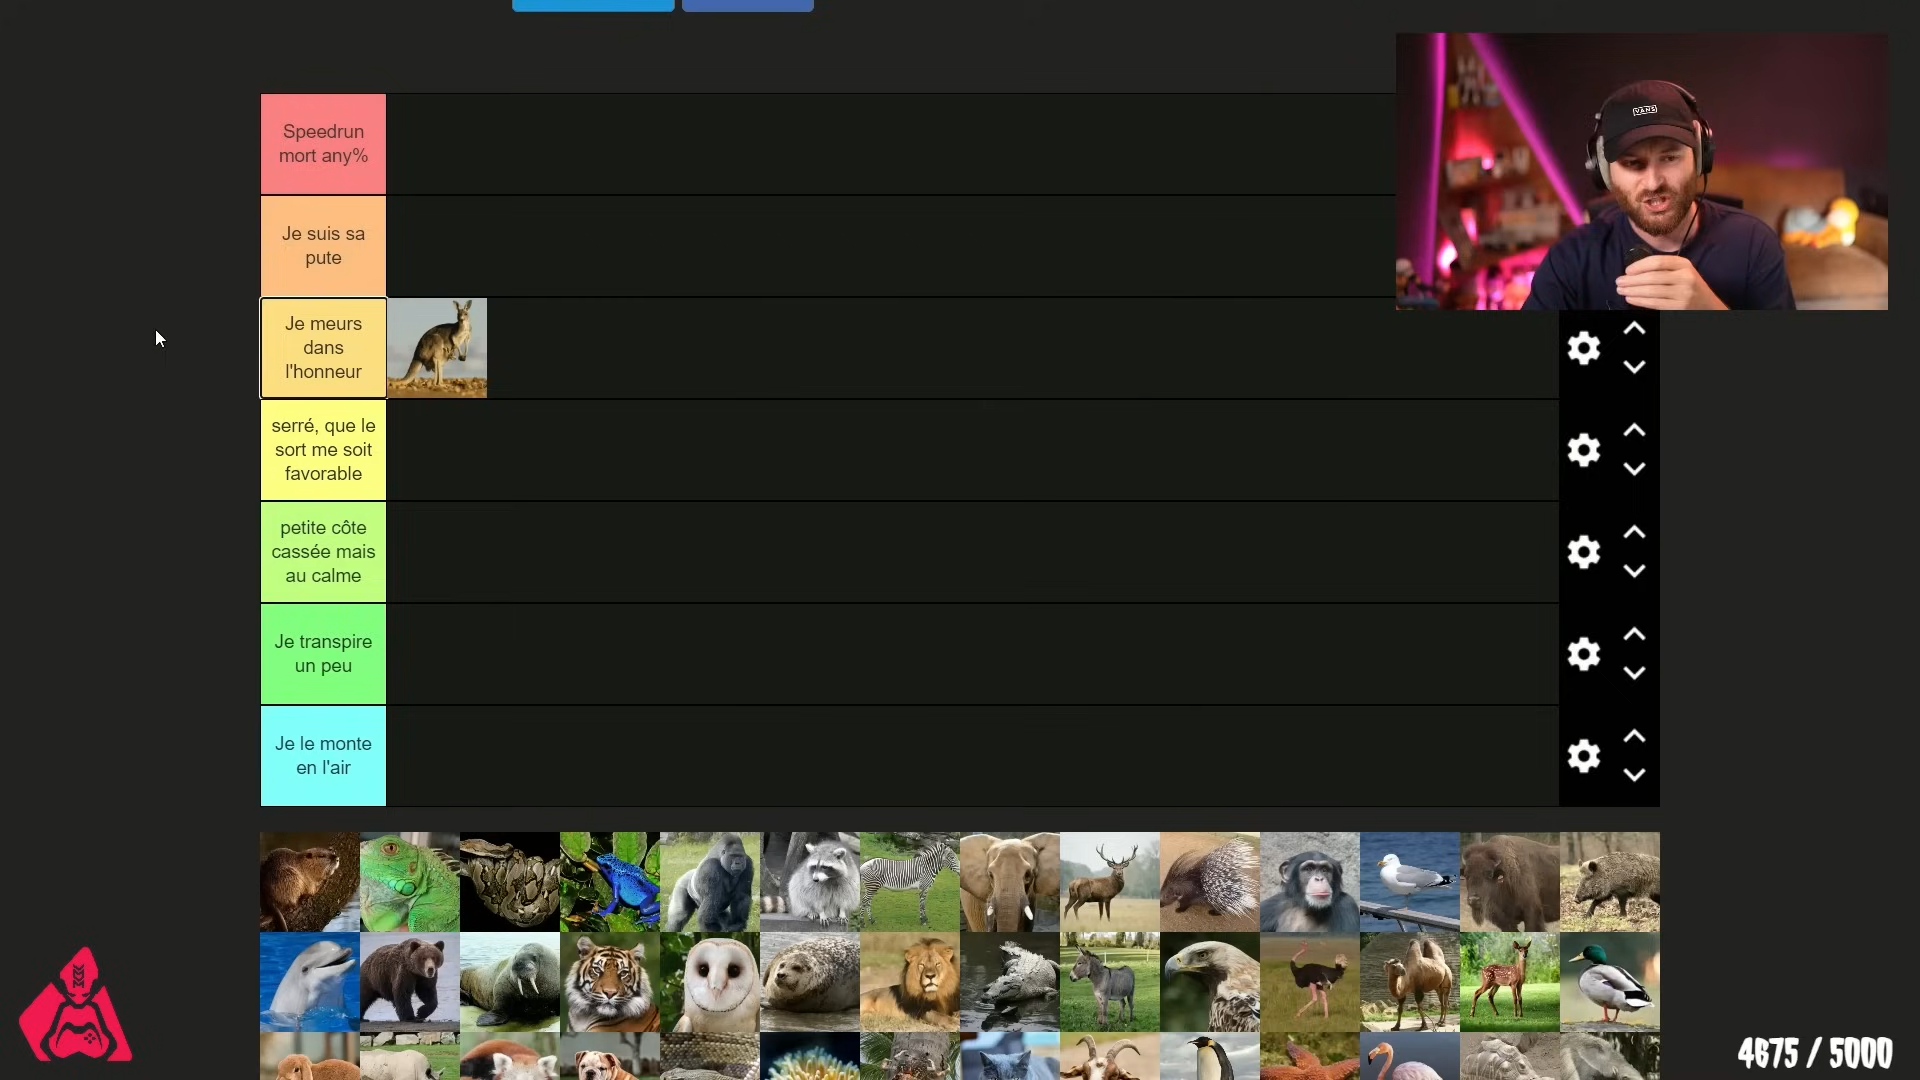 VANS
Speedrun
mort any%
Je suis sa
pute
Je meurs
dans
l'honneur
serré, que le
sort me soit
favorable
petite côte
cassée mais
au calme
Je transpire
un peu
Je le monte
en l'air
4675 / 5000